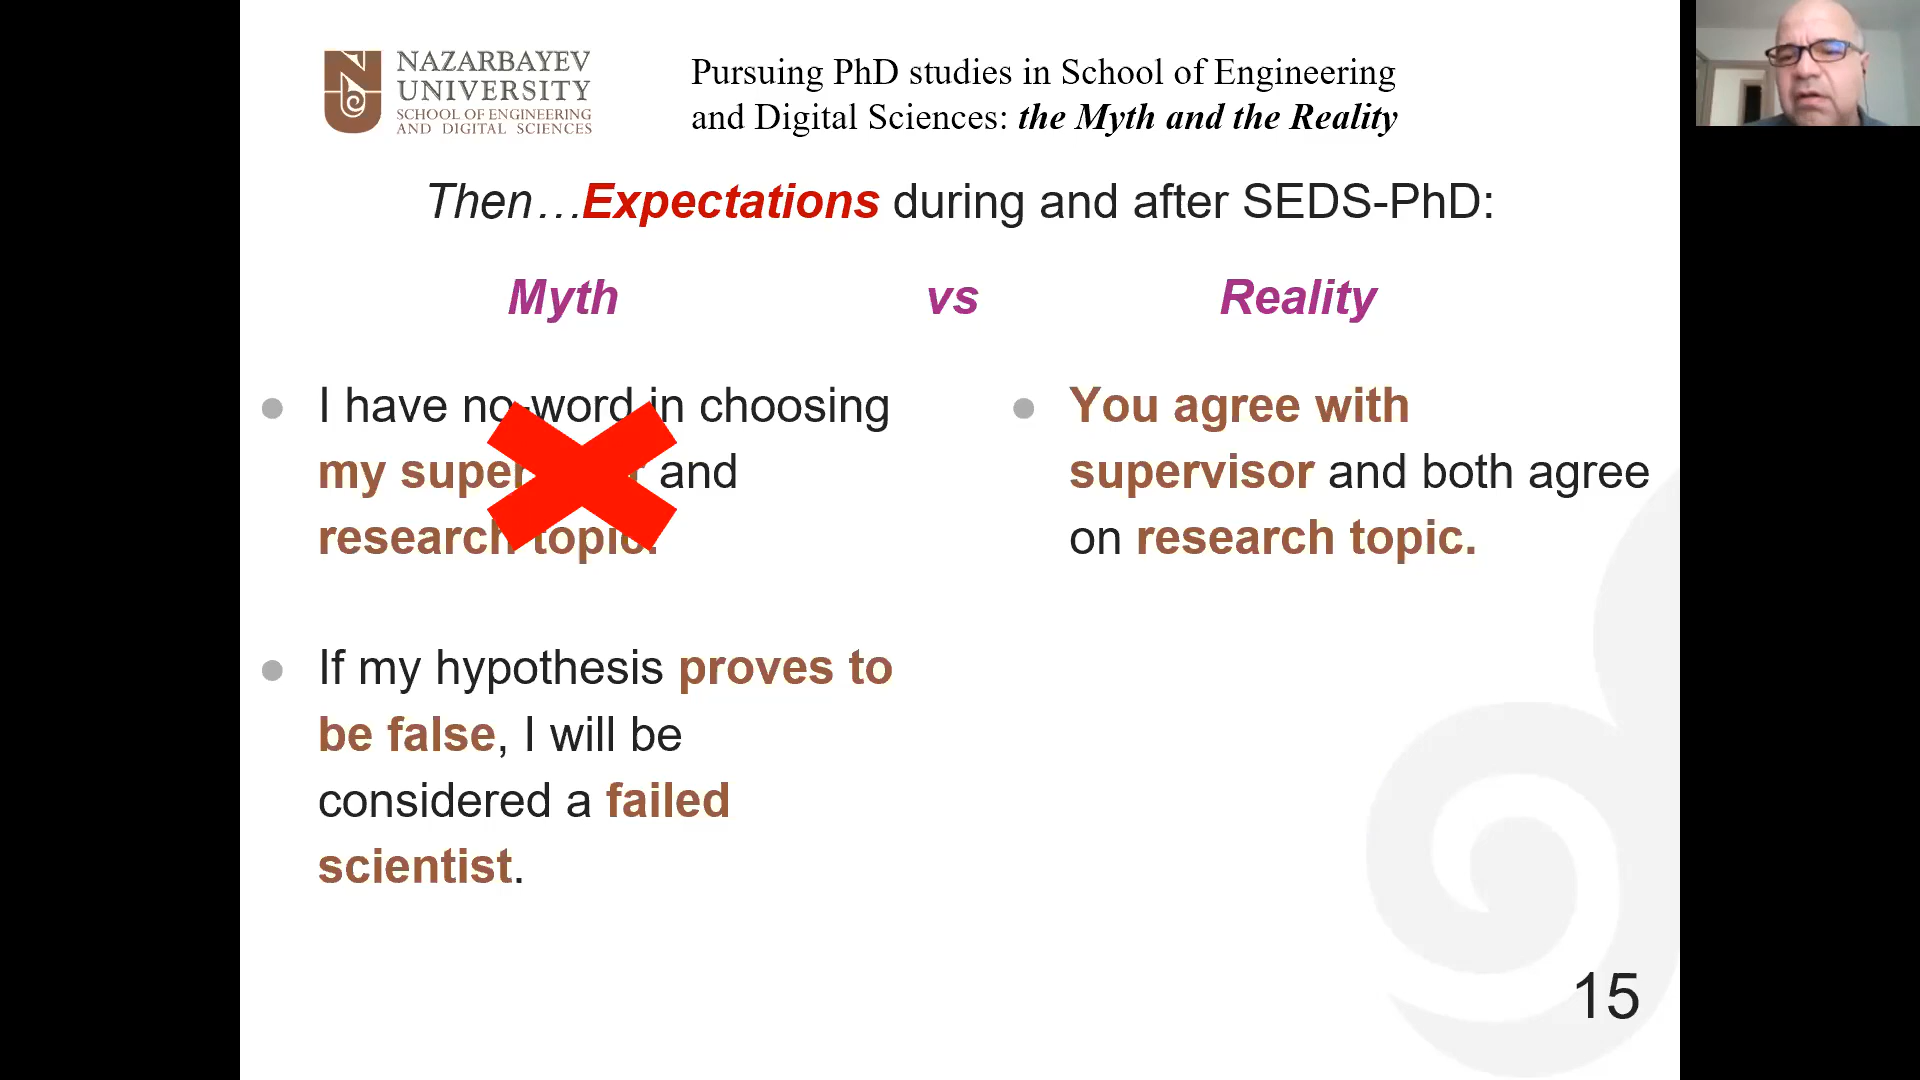 NAZARBAYEV
UNIVERSITY
SCHOOL OF ENGINEERING
AND DIGITAL SCIENCES
Pursuing PhD studies in School of Engineering
and Digital Sciences: the Myth and the Reality
Then…Expectations during and after SEDS-PhD:
Myth vs Reality
I have no-word in choosing
my supervisor and
research topic.
You agree with
supervisor and both agree
on research topic.
If my hypothesis proves to
be false, I will be
considered a failed
scientist.
15